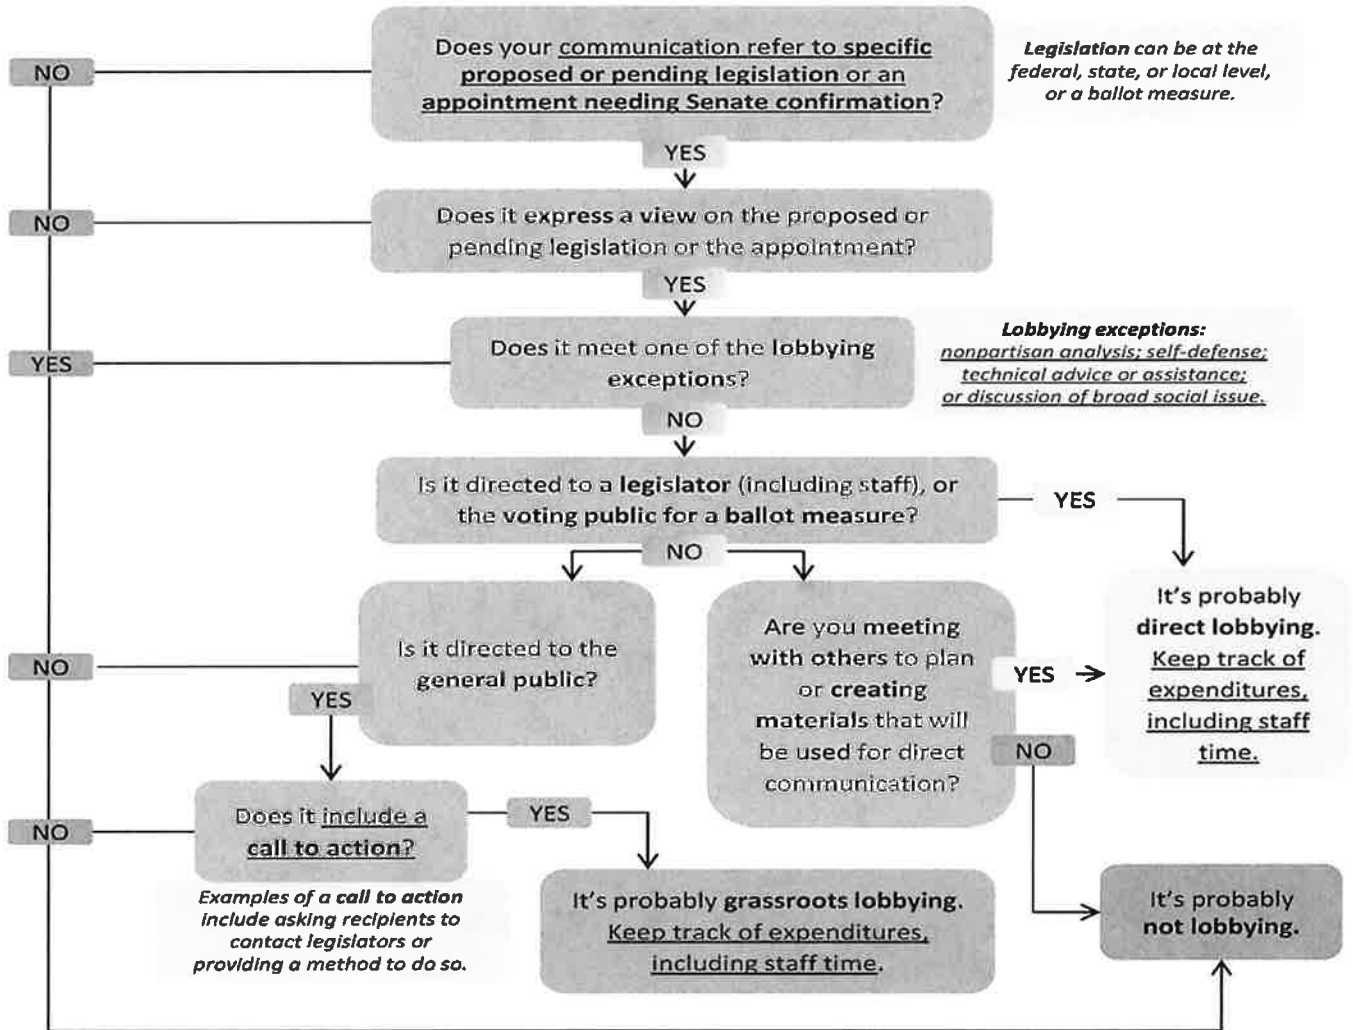 Does your communication refer to specific
proposed or pending legislation or an
appointment needing Senate confirmation?
Legislation can be at the
federal, state, or local level,
or a ballot measure.
NO
YES
Does it express a view on the proposed or
pending legislation or the appointment?
NO
YES
Does it meet one of the lobbying
exceptions?
Lobbying exceptions:
nonpartisan analysis; self-defense;
technical advice or assistance;
or discussion of broad social issue.
YES
NO
Is it directed to a legislator (including staff), or
the voting public for a ballot measure?
YES
NO
Is it directed to the
general public?
NO
YES
Are you meeting
with others to plan
or creating
materials that will
be used for direct
communication?
YES
NO
It's probably
direct lobbying.
Keep track of
expenditures,
including staff
time.
Does it include a
call to action?
NO
YES
Examples of a call to action
include asking recipients to
contact legislators or
providing a method to do so.
It's probably grassroots lobbying.
Keep track of expenditures,
including staff time.
It's probably
not lobbying.